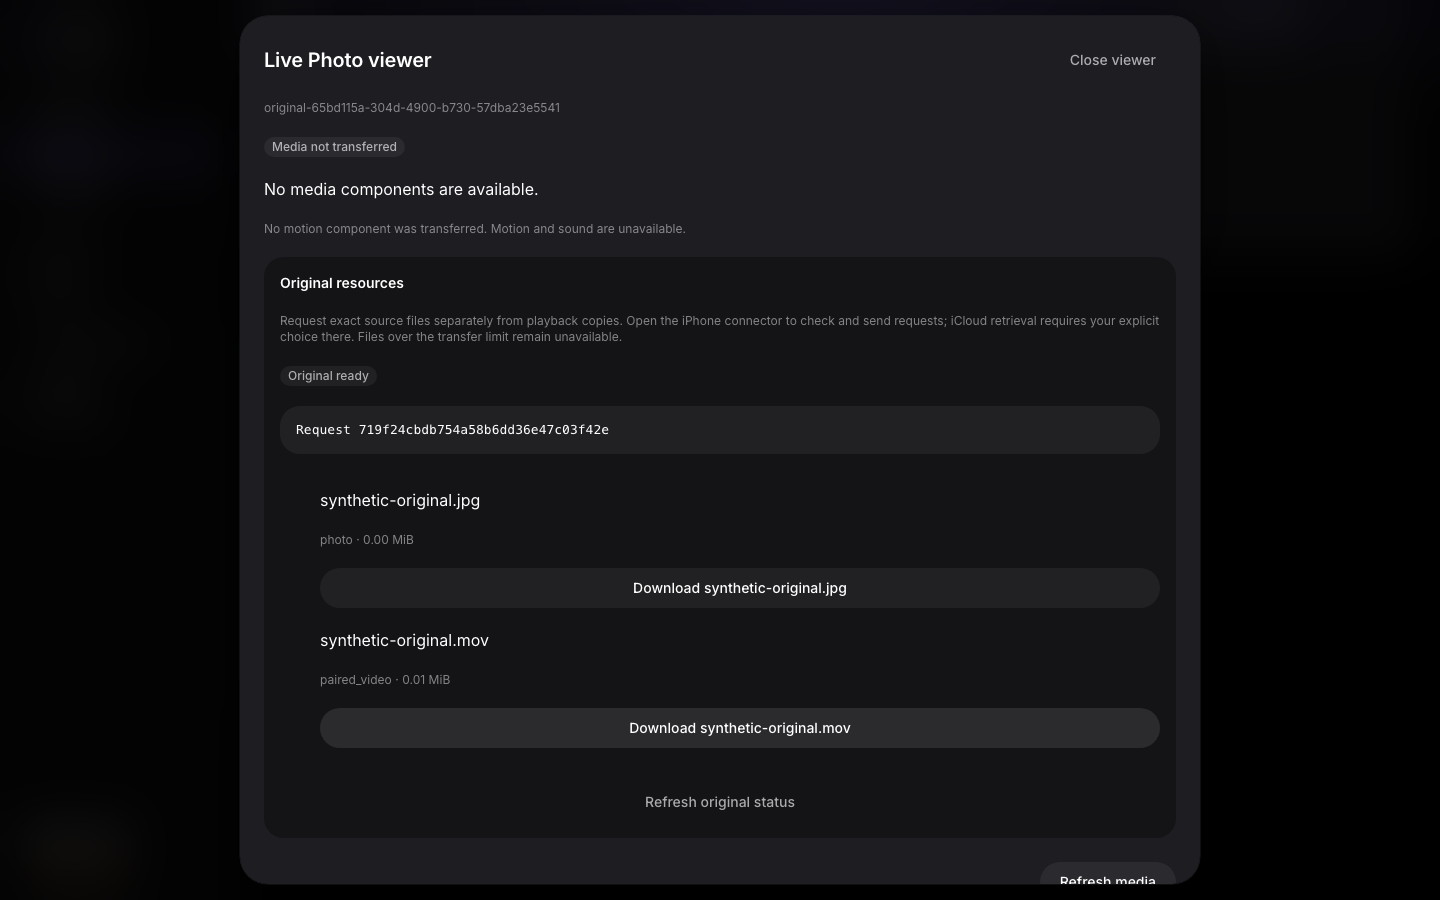 Live Photo viewer
Close viewer
original-65bd115a-304d-4900-b730-57dba23e5541
Media not transferred
No media components are available.
No motion component was transferred. Motion and sound are unavailable.
Original resources
Request exact source files separately from playback copies. Open the iPhone connector to check and send requests; iCloud retrieval requires your explicit
choice there. Files over the transfer limit remain unavailable.
Original ready
Request 719f24cbdb754a58b6dd36e47c03f42e
synthetic-original.jpg
photo · 0.00 MiB
Download synthetic-original.jpg
synthetic-original.mov
paired_video · 0.01 MiB
Download synthetic-original.mov
Refresh original status
Refresh media